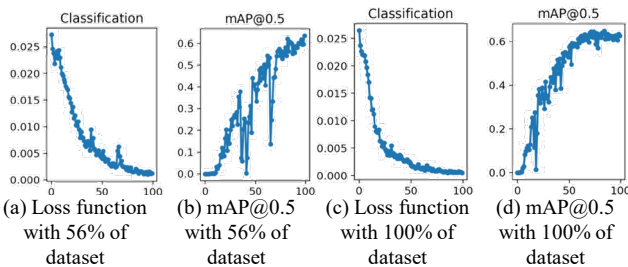 Classification
0.025
0.020
0.015
0.010
0.005
0.000
0 50 100
(a) Loss function
with 56% of
dataset
mAP@0.5
0.6
0.5
0.4
0.3
0.2
0.1
0.0
0 50 100
(b) mAP@0.5
with 56% of
dataset
Classification
0.025
0.020
0.015
0.010
0.005
0.000
0 50 100
(c) Loss function
with 100% of
dataset
mAP@0.5
0.6
0.4
0.2
0.0
0 50 100
(d) mAP@0.5
with 100% of
dataset